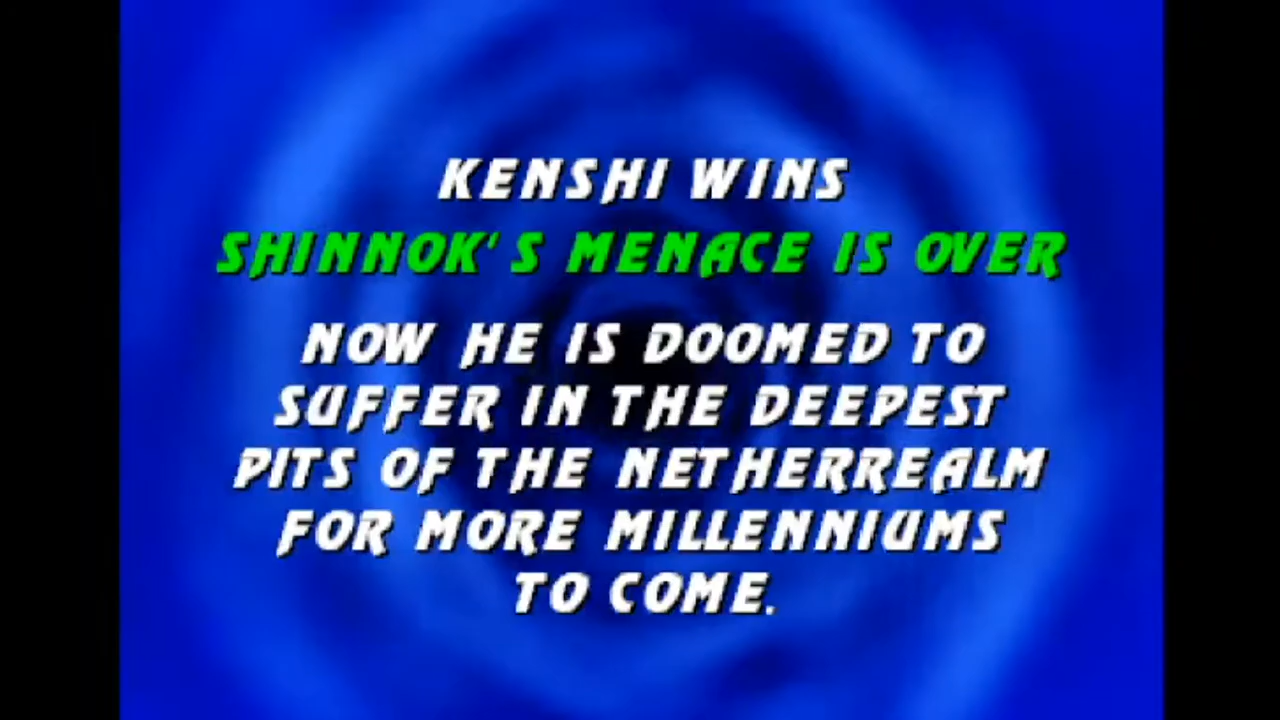 KENSHI WINS
SHINNOK'S MENACE IS OVER
NOW HE IS DOOMED TO
SUFFER IN THE DEEPEST
PITS OF THE NETHERREALM
FOR MORE MILLENNIUMS
TO COME.